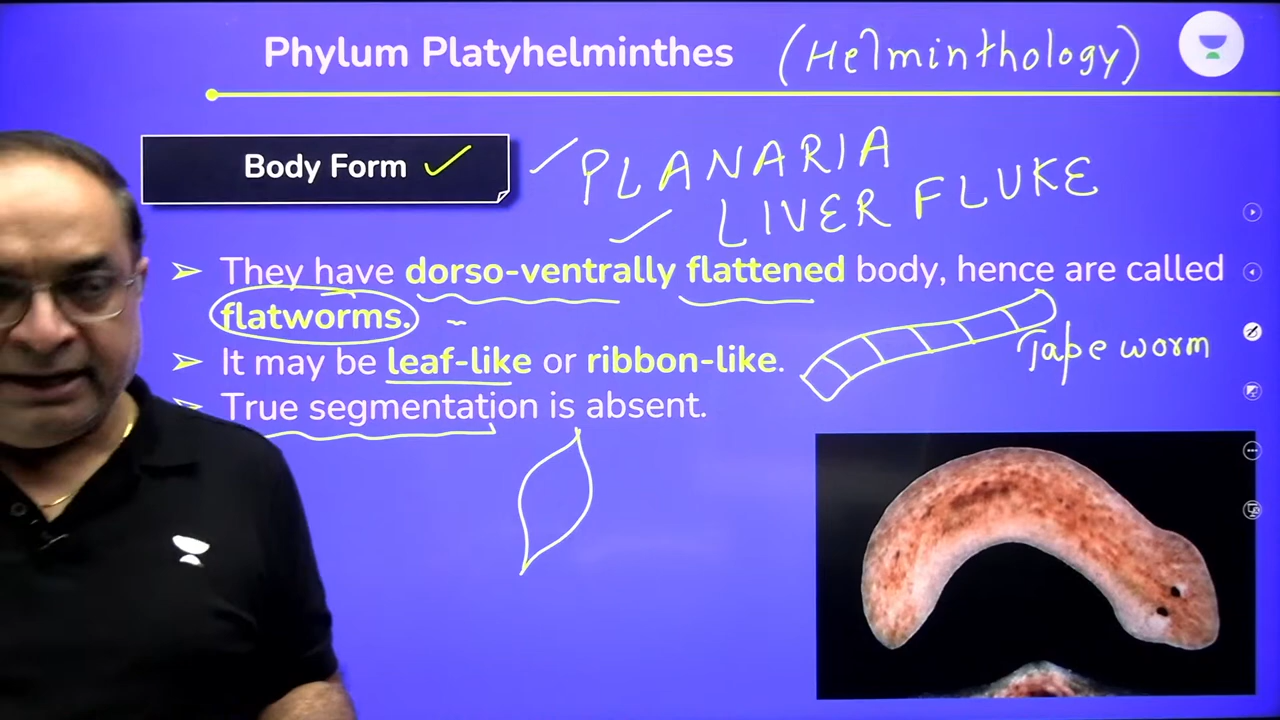 Phylum Platyhelminthes (Helminthology)
Body Form
PLANARIA
LIVER FLUKE
They have dorso-ventrally flattened body, hence are called
flatworms.
It may be leaf-like or ribbon-like.
Tape worm
True segmentation is absent.